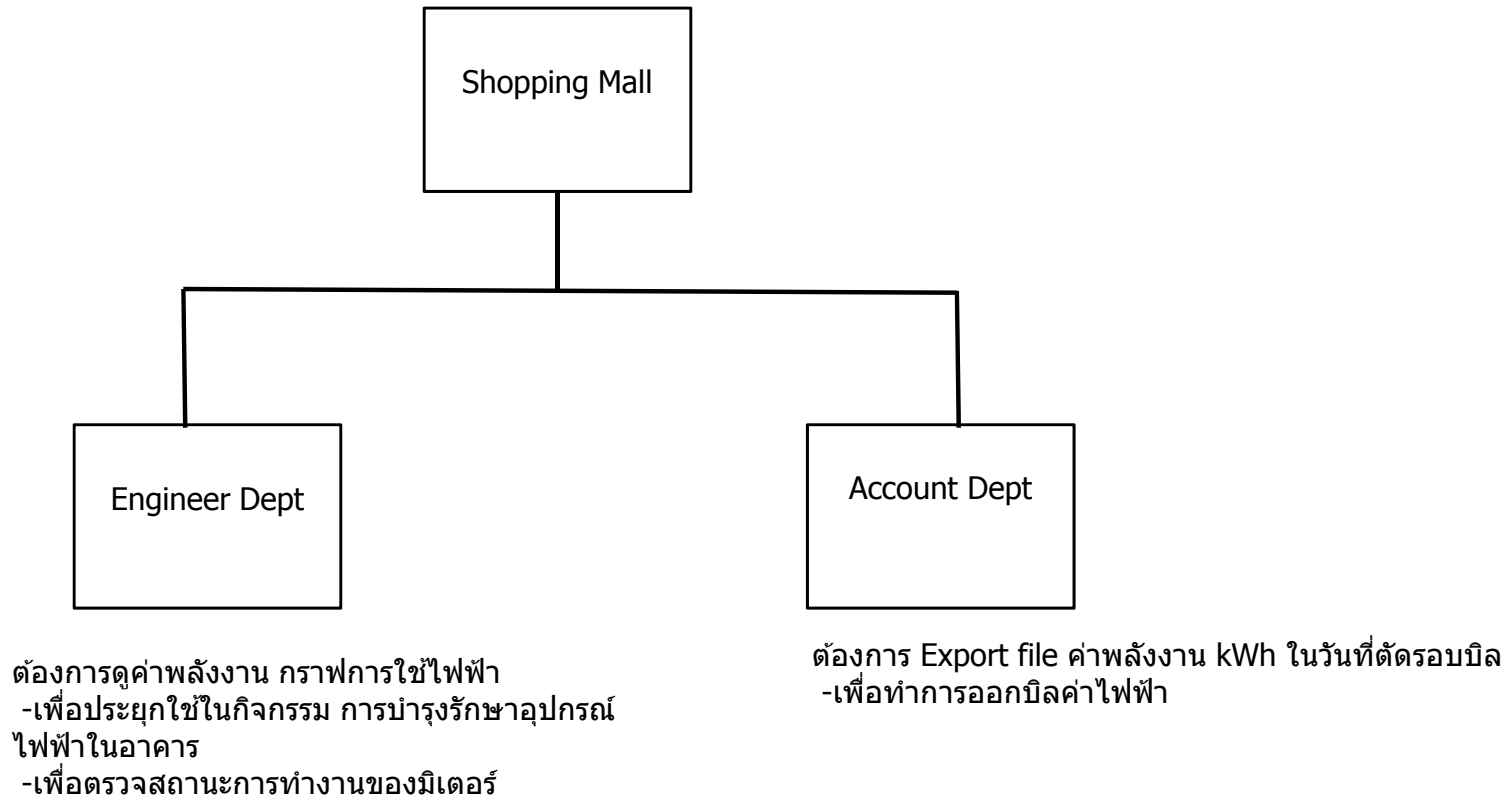 Shopping Mall
Engineer Dept
Account Dept
ต้องการดูค่าพลังงาน กราฟการใช้ไฟฟ้า
-เพื่อประยุกใช้ในกิจกรรม การบำรุงรักษาอุปกรณ์
ไฟฟ้าในอาคาร
-เพื่อตรวจสถานะการทำงานของมิเตอร์
ต้องการ Export file ค่าพลังงาน kWh ในวันที่ตัดรอบบิล
-เพื่อทำการออกบิลค่าไฟฟ้า